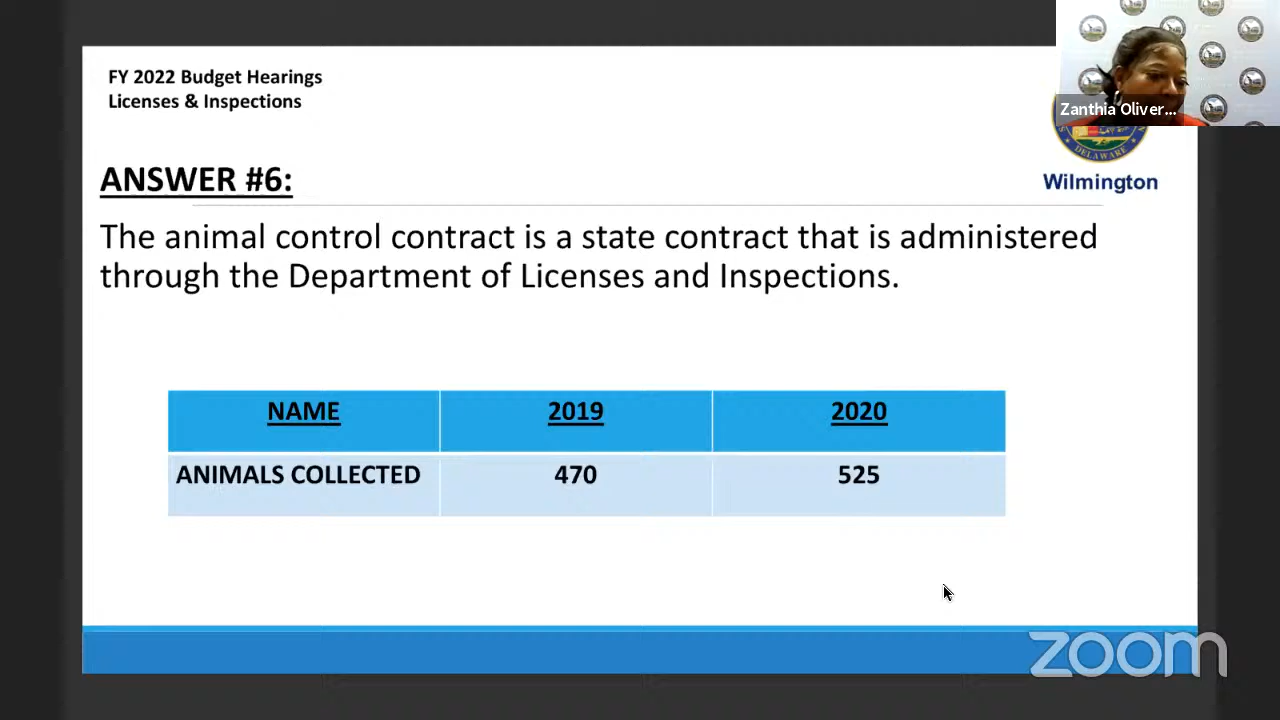 FY 2022 Budget Hearings
Licenses & Inspections
Zanthia Oliver...
DELAWARE
Wilmington
ANSWER #6:
The animal control contract is a state contract that is administered
through the Department of Licenses and Inspections.
NAME 2019 2020
ANIMALS COLLECTED 470 525
zoom